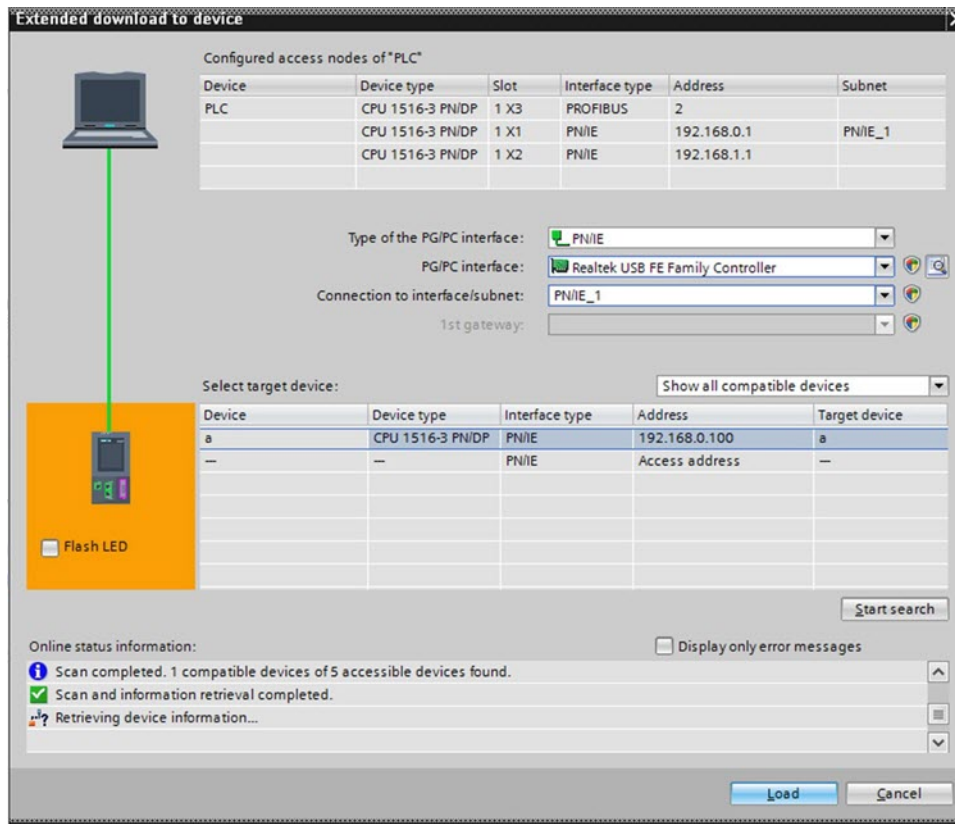 Extended download to device
Configured access nodes of "PLC"
Device Device type Slot Interface type Address Subnet
PLC CPU 1516-3 PN/DP 1 X3 PROFIBUS 2
CPU 1516-3 PN/DP 1 X1 PN/IE 192.168.0.1 PN/IE_1
CPU 1516-3 PN/DP 1 X2 PN/IE 192.168.1.1
Type of the PG/PC interface: PN/IE
PG/PC interface: Realtek USB FE Family Controller
Connection to interface/subnet: PN/IE_1
1st gateway:
Select target device: Show all compatible devices
Device Device type Interface type Address Target device
a CPU 1516-3 PN/DP PN/IE 192.168.0.100 a
— — PN/IE Access address —
Flash LED
Start search
Online status information: Display only error messages
Scan completed. 1 compatible devices of 5 accessible devices found.
Scan and information retrieval completed.
Retrieving device information...
Load Cancel